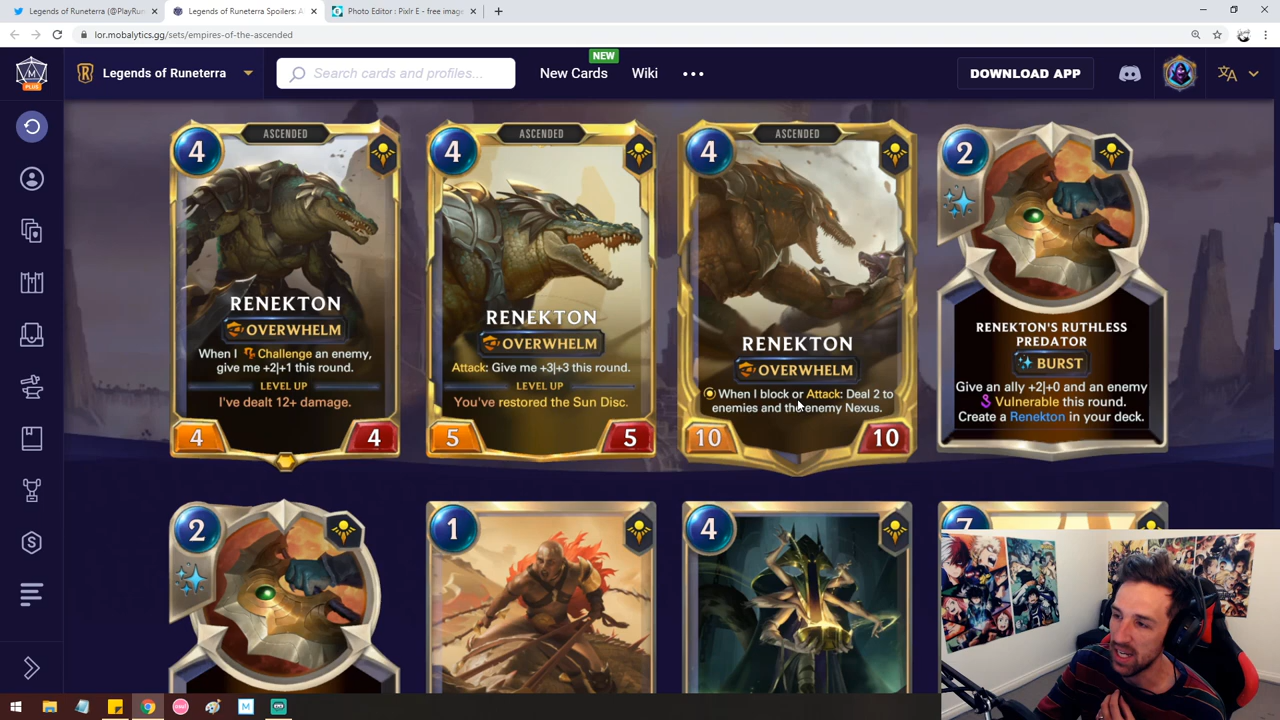 Legends of Runeterra (@PlayRun
Legends of Runeterra Spoilers: A
Photo Editor : Pixlr E - free imag
lor.mobalytics.gg/sets/empires-of-the-ascended
PLUS
Legends of Runeterra
Search cards and profiles...
NEW
New Cards
Wiki
DOWNLOAD APP
ASCENDED
4
RENEKTON
OVERWHELM
When I Challenge an enemy,
give me +2|+1 this round.
LEVEL UP
I've dealt 12+ damage.
4
4
ASCENDED
4
RENEKTON
OVERWHELM
Attack: Give me +3|+3 this round.
LEVEL UP
You've restored the Sun Disc.
5
5
ASCENDED
4
RENEKTON
OVERWHELM
When I block or Attack: Deal 2 to
enemies and the enemy Nexus.
10
10
2
RENEKTON'S RUTHLESS
PREDATOR
BURST
Give an ally +2|+0 and an enemy
Vulnerable this round.
Create a Renekton in your deck.
2
1
4
7